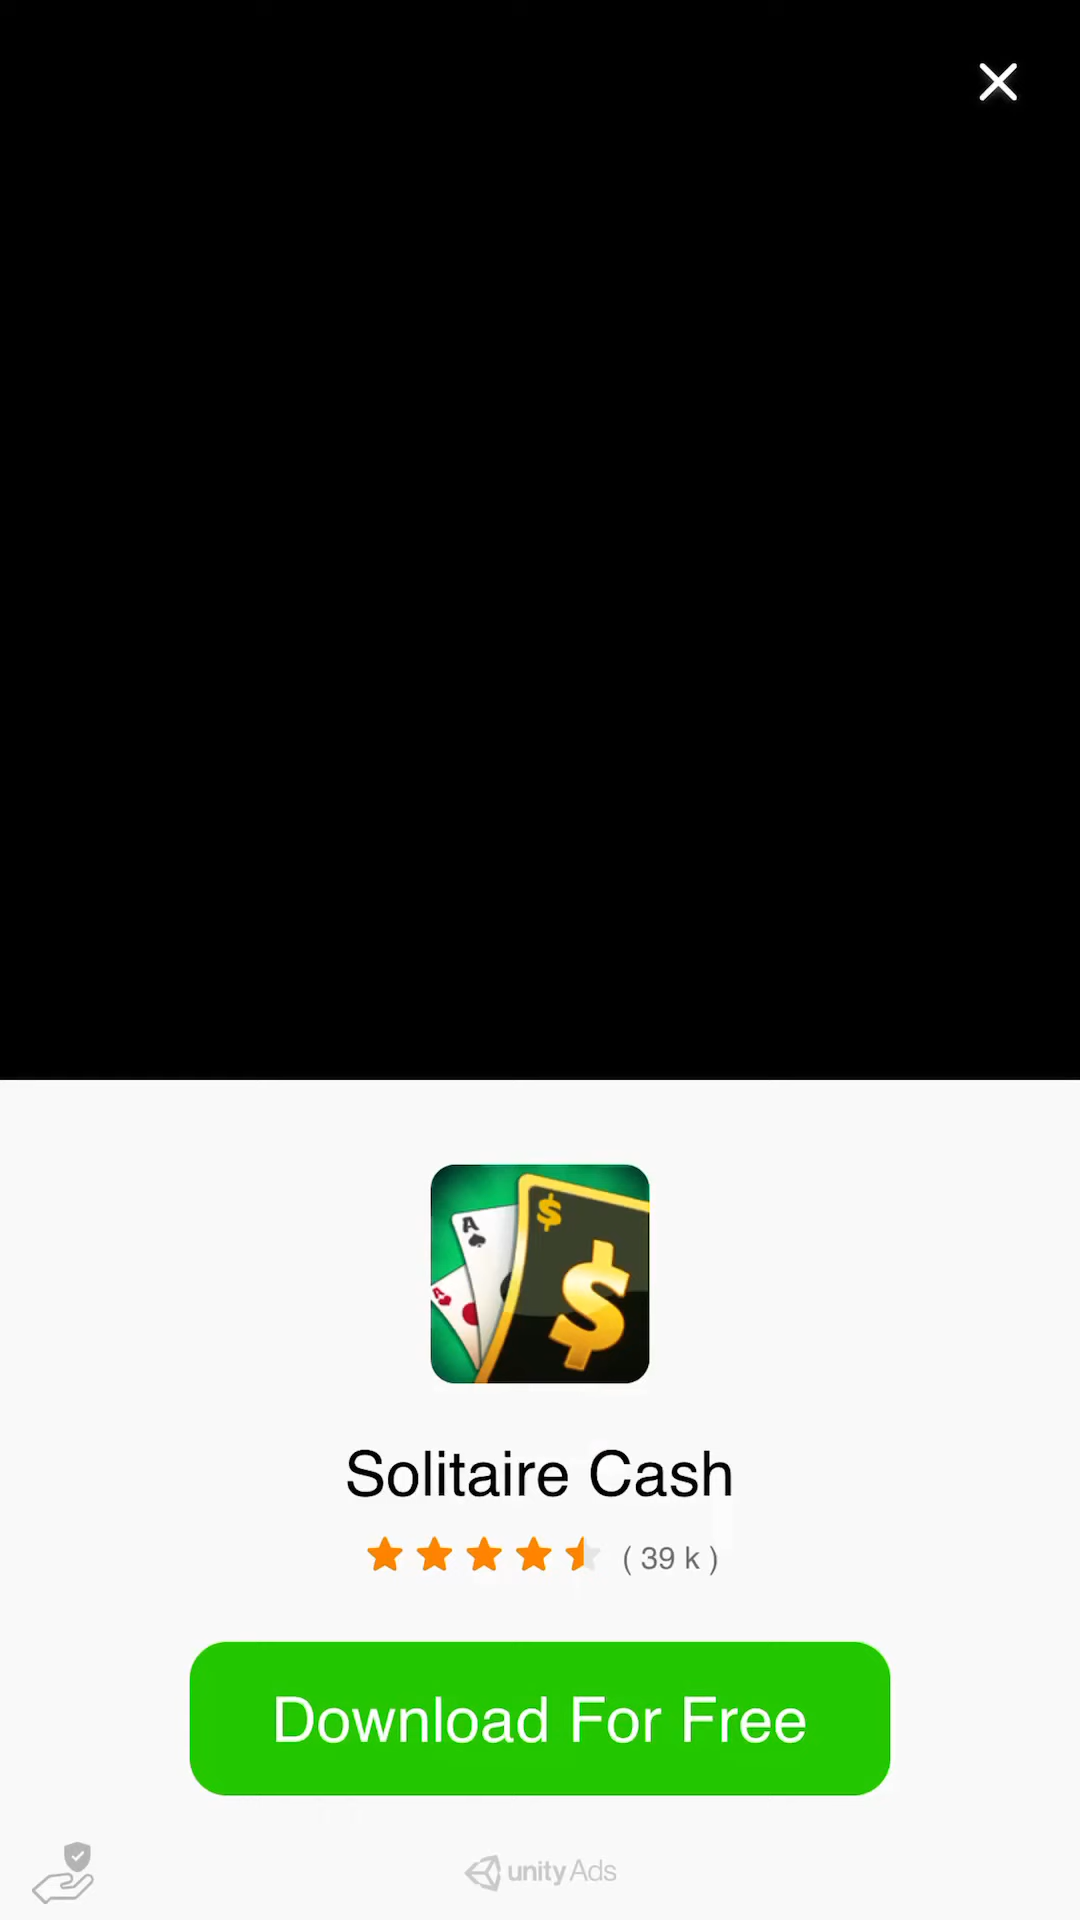 A
A
$
$
Solitaire Cash
( 39 k )
Download For Free
unity Ads